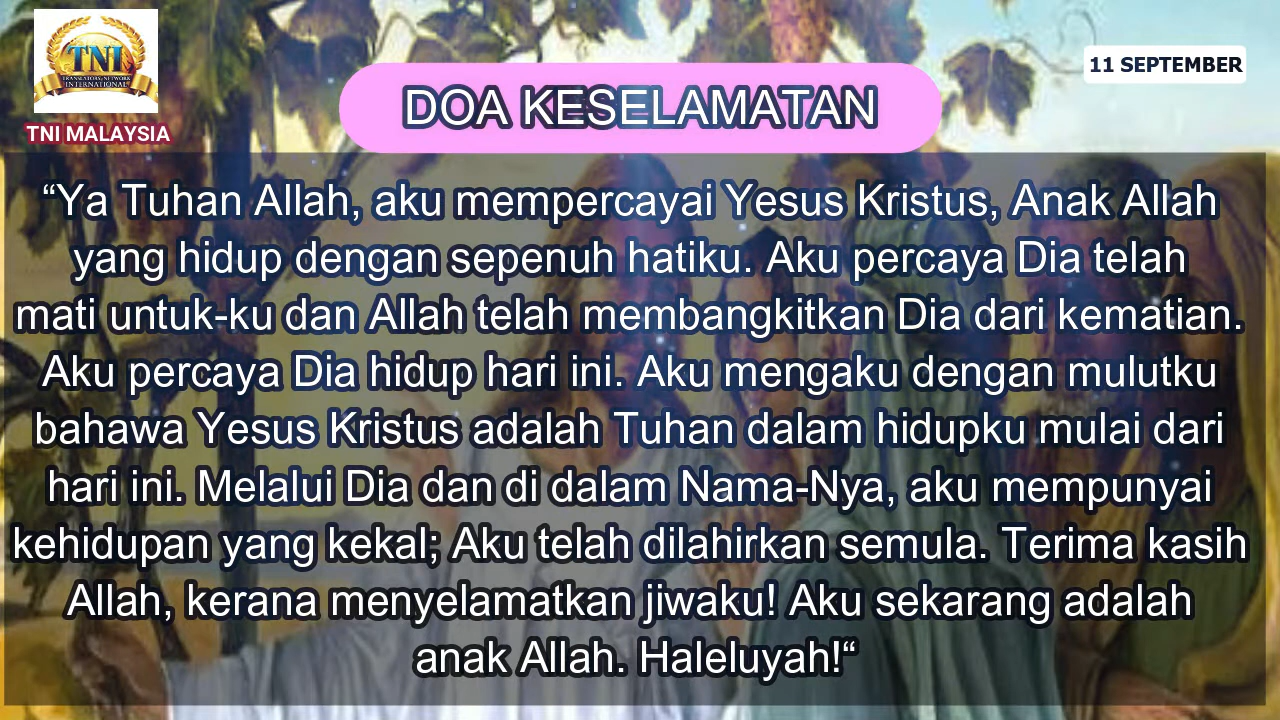 TNI
TRANSLATORS NETWORK
INTERNATIONAL
TNI MALAYSIA
11 SEPTEMBER
DOA KESELAMATAN
“Ya Tuhan Allah, aku mempercayai Yesus Kristus, Anak Allah
yang hidup dengan sepenuh hatiku. Aku percaya Dia telah
mati untuk-ku dan Allah telah membangkitkan Dia dari kematian.
Aku percaya Dia hidup hari ini. Aku mengaku dengan mulutku
bahawa Yesus Kristus adalah Tuhan dalam hidupku mulai dari
hari ini. Melalui Dia dan di dalam Nama-Nya, aku mempunyai
kehidupan yang kekal; Aku telah dilahirkan semula. Terima kasih
Allah, kerana menyelamatkan jiwaku! Aku sekarang adalah
anak Allah. Haleluyah!“